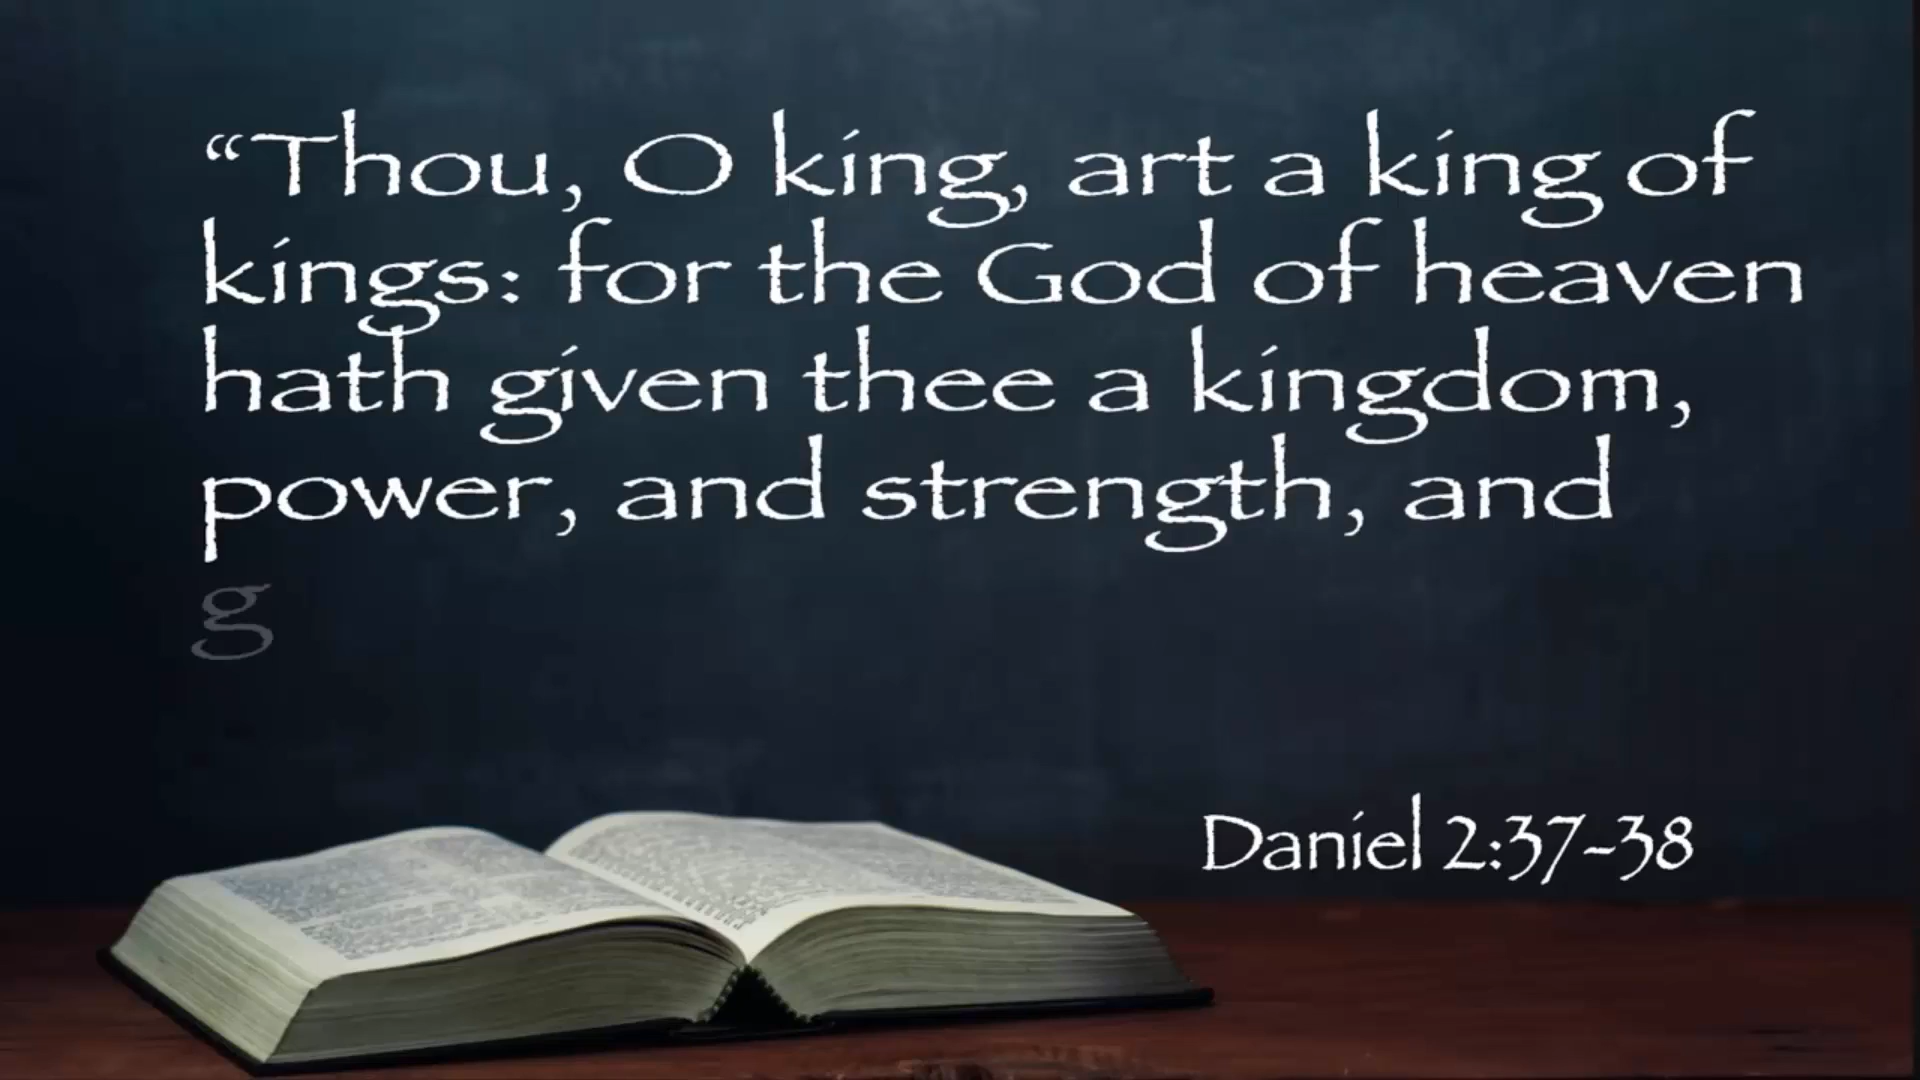 “Thou, O king, art a king of
kings: for the God of heaven
hath given thee a kingdom,
power, and strength, and
g
Daniel 2:37-38